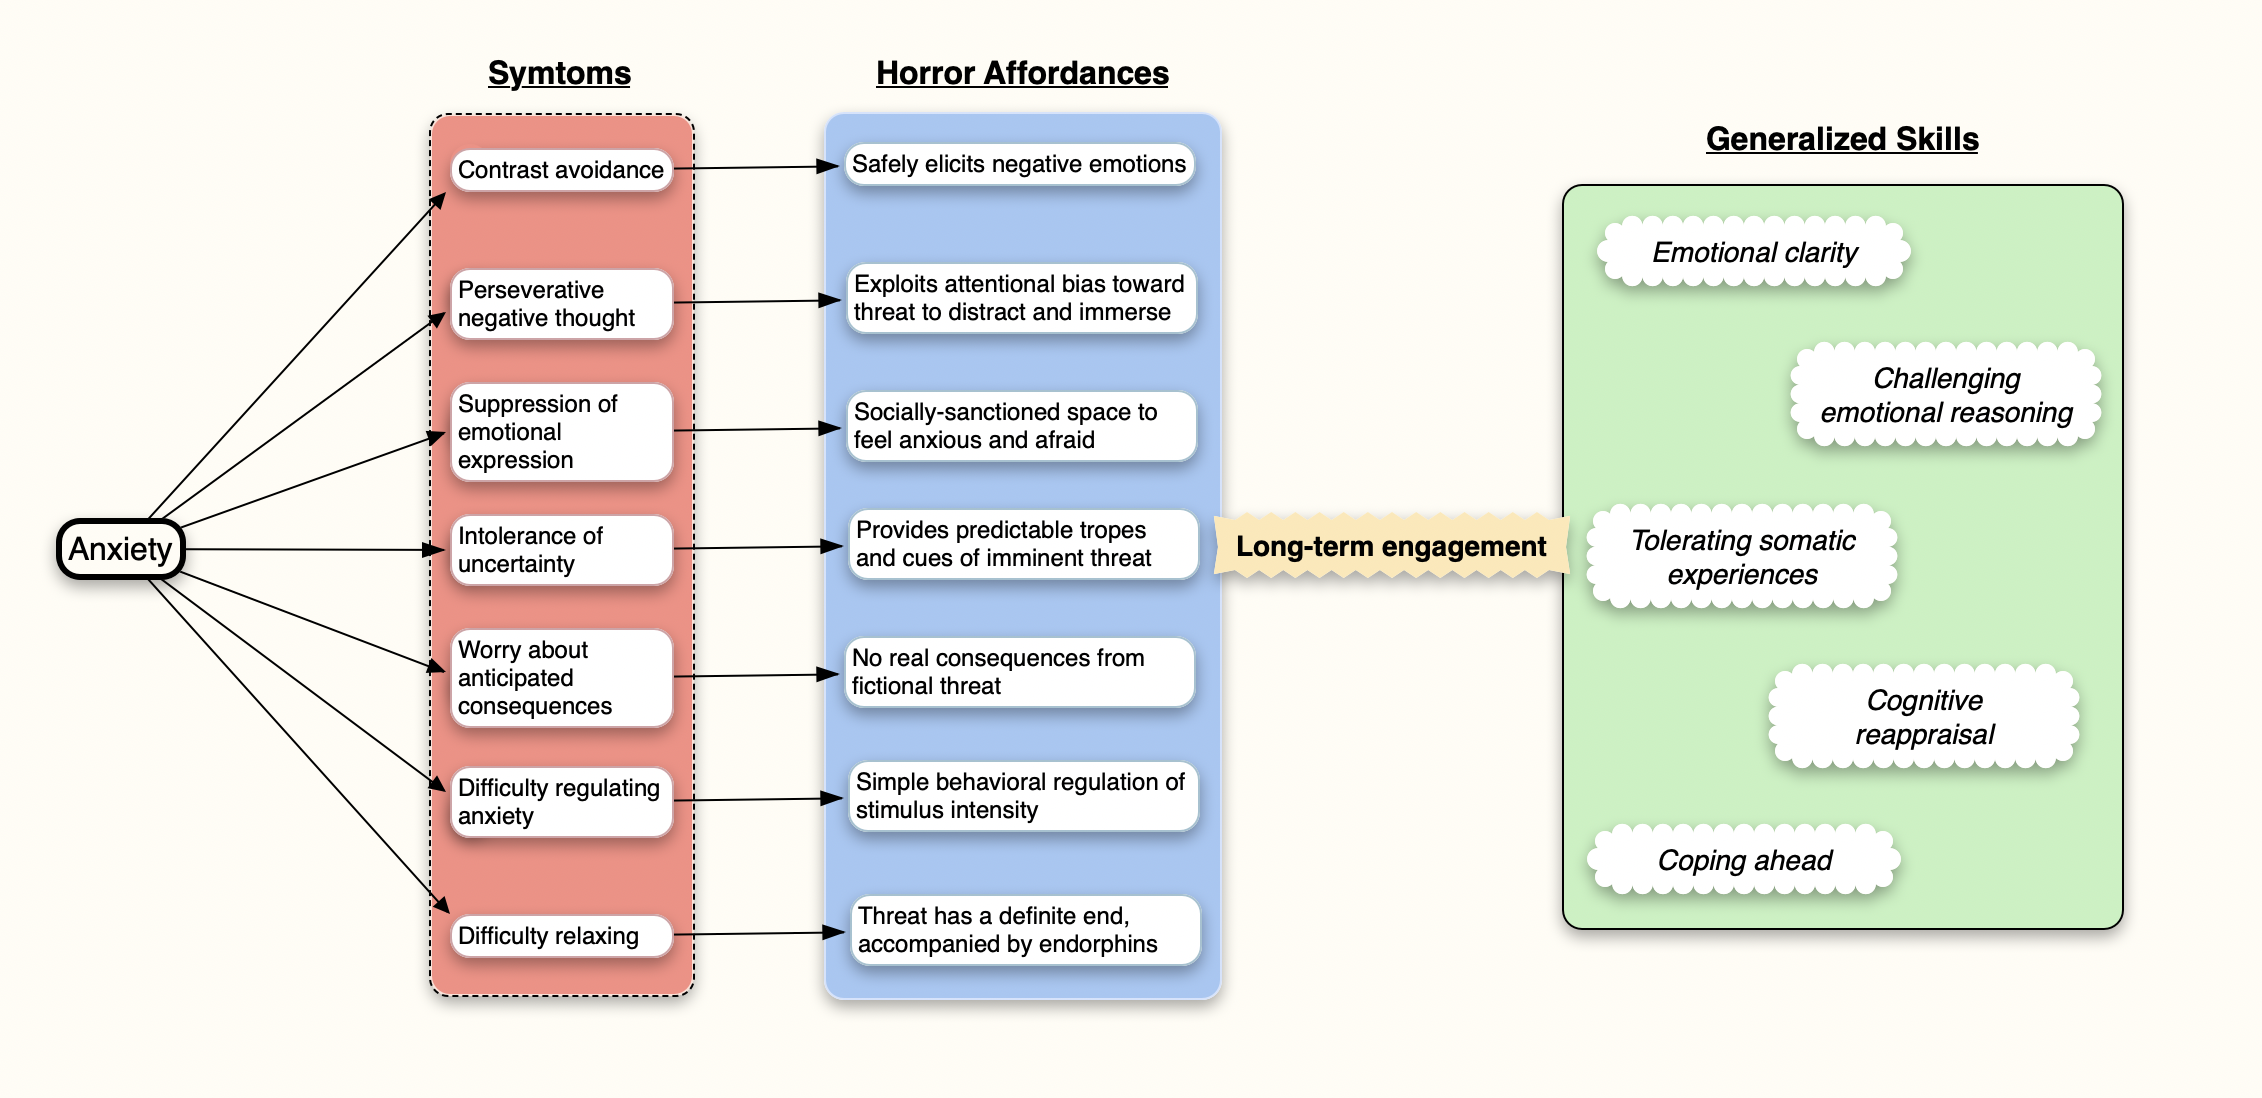 Symtoms
Horror Affordances
Generalized Skills
Anxiety
Contrast avoidance
Perseverative
negative thought
Suppression of
emotional
expression
Intolerance of
uncertainty
Worry about
anticipated
consequences
Difficulty regulating
anxiety
Difficulty relaxing
Safely elicits negative emotions
Exploits attentional bias toward
threat to distract and immerse
Socially-sanctioned space to
feel anxious and afraid
Provides predictable tropes
and cues of imminent threat
No real consequences from
fictional threat
Simple behavioral regulation of
stimulus intensity
Threat has a definite end,
accompanied by endorphins
Long-term engagement
Emotional clarity
Challenging
emotional reasoning
Tolerating somatic
experiences
Cognitive
reappraisal
Coping ahead